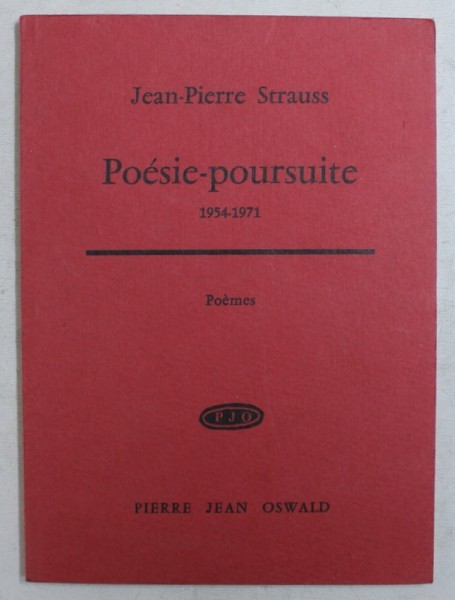 Jean-Pierre Strauss
Poésie-poursuite
1954-1971
Poèmes
PJO
PIERRE JEAN OSWALD